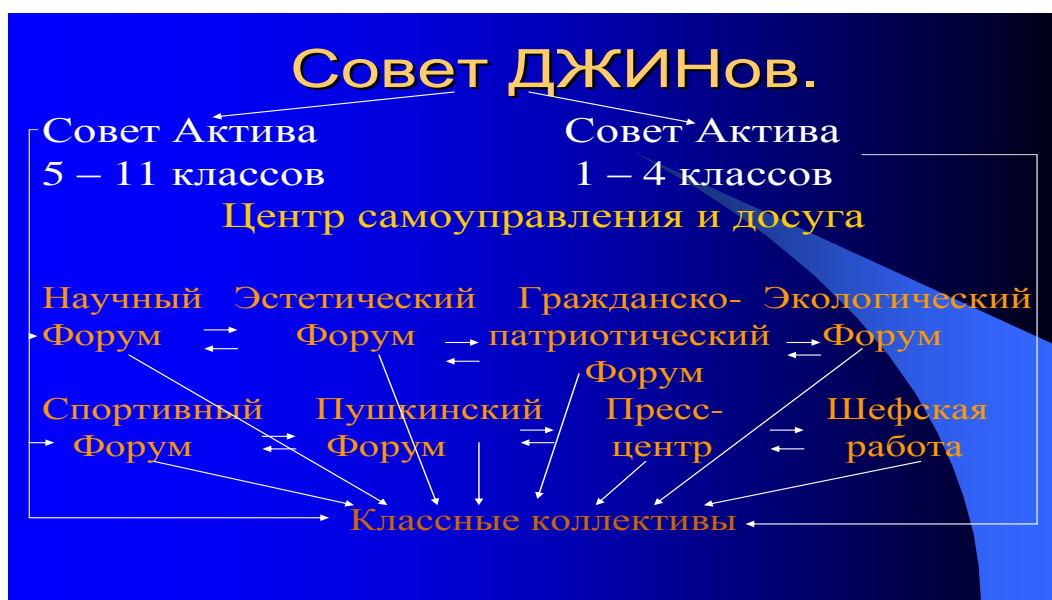 Совет ДЖИНов.
Совет Актива Совет Актива
5 – 11 классов 1 – 4 классов
Центр самоуправления и досуга
Научный Эстетический Гражданско- Экологический
Форум Форум патриотический Форум
Форум
Спортивный Пушкинский Пресс- Шефская
Форум Форум центр работа
Классные коллективы